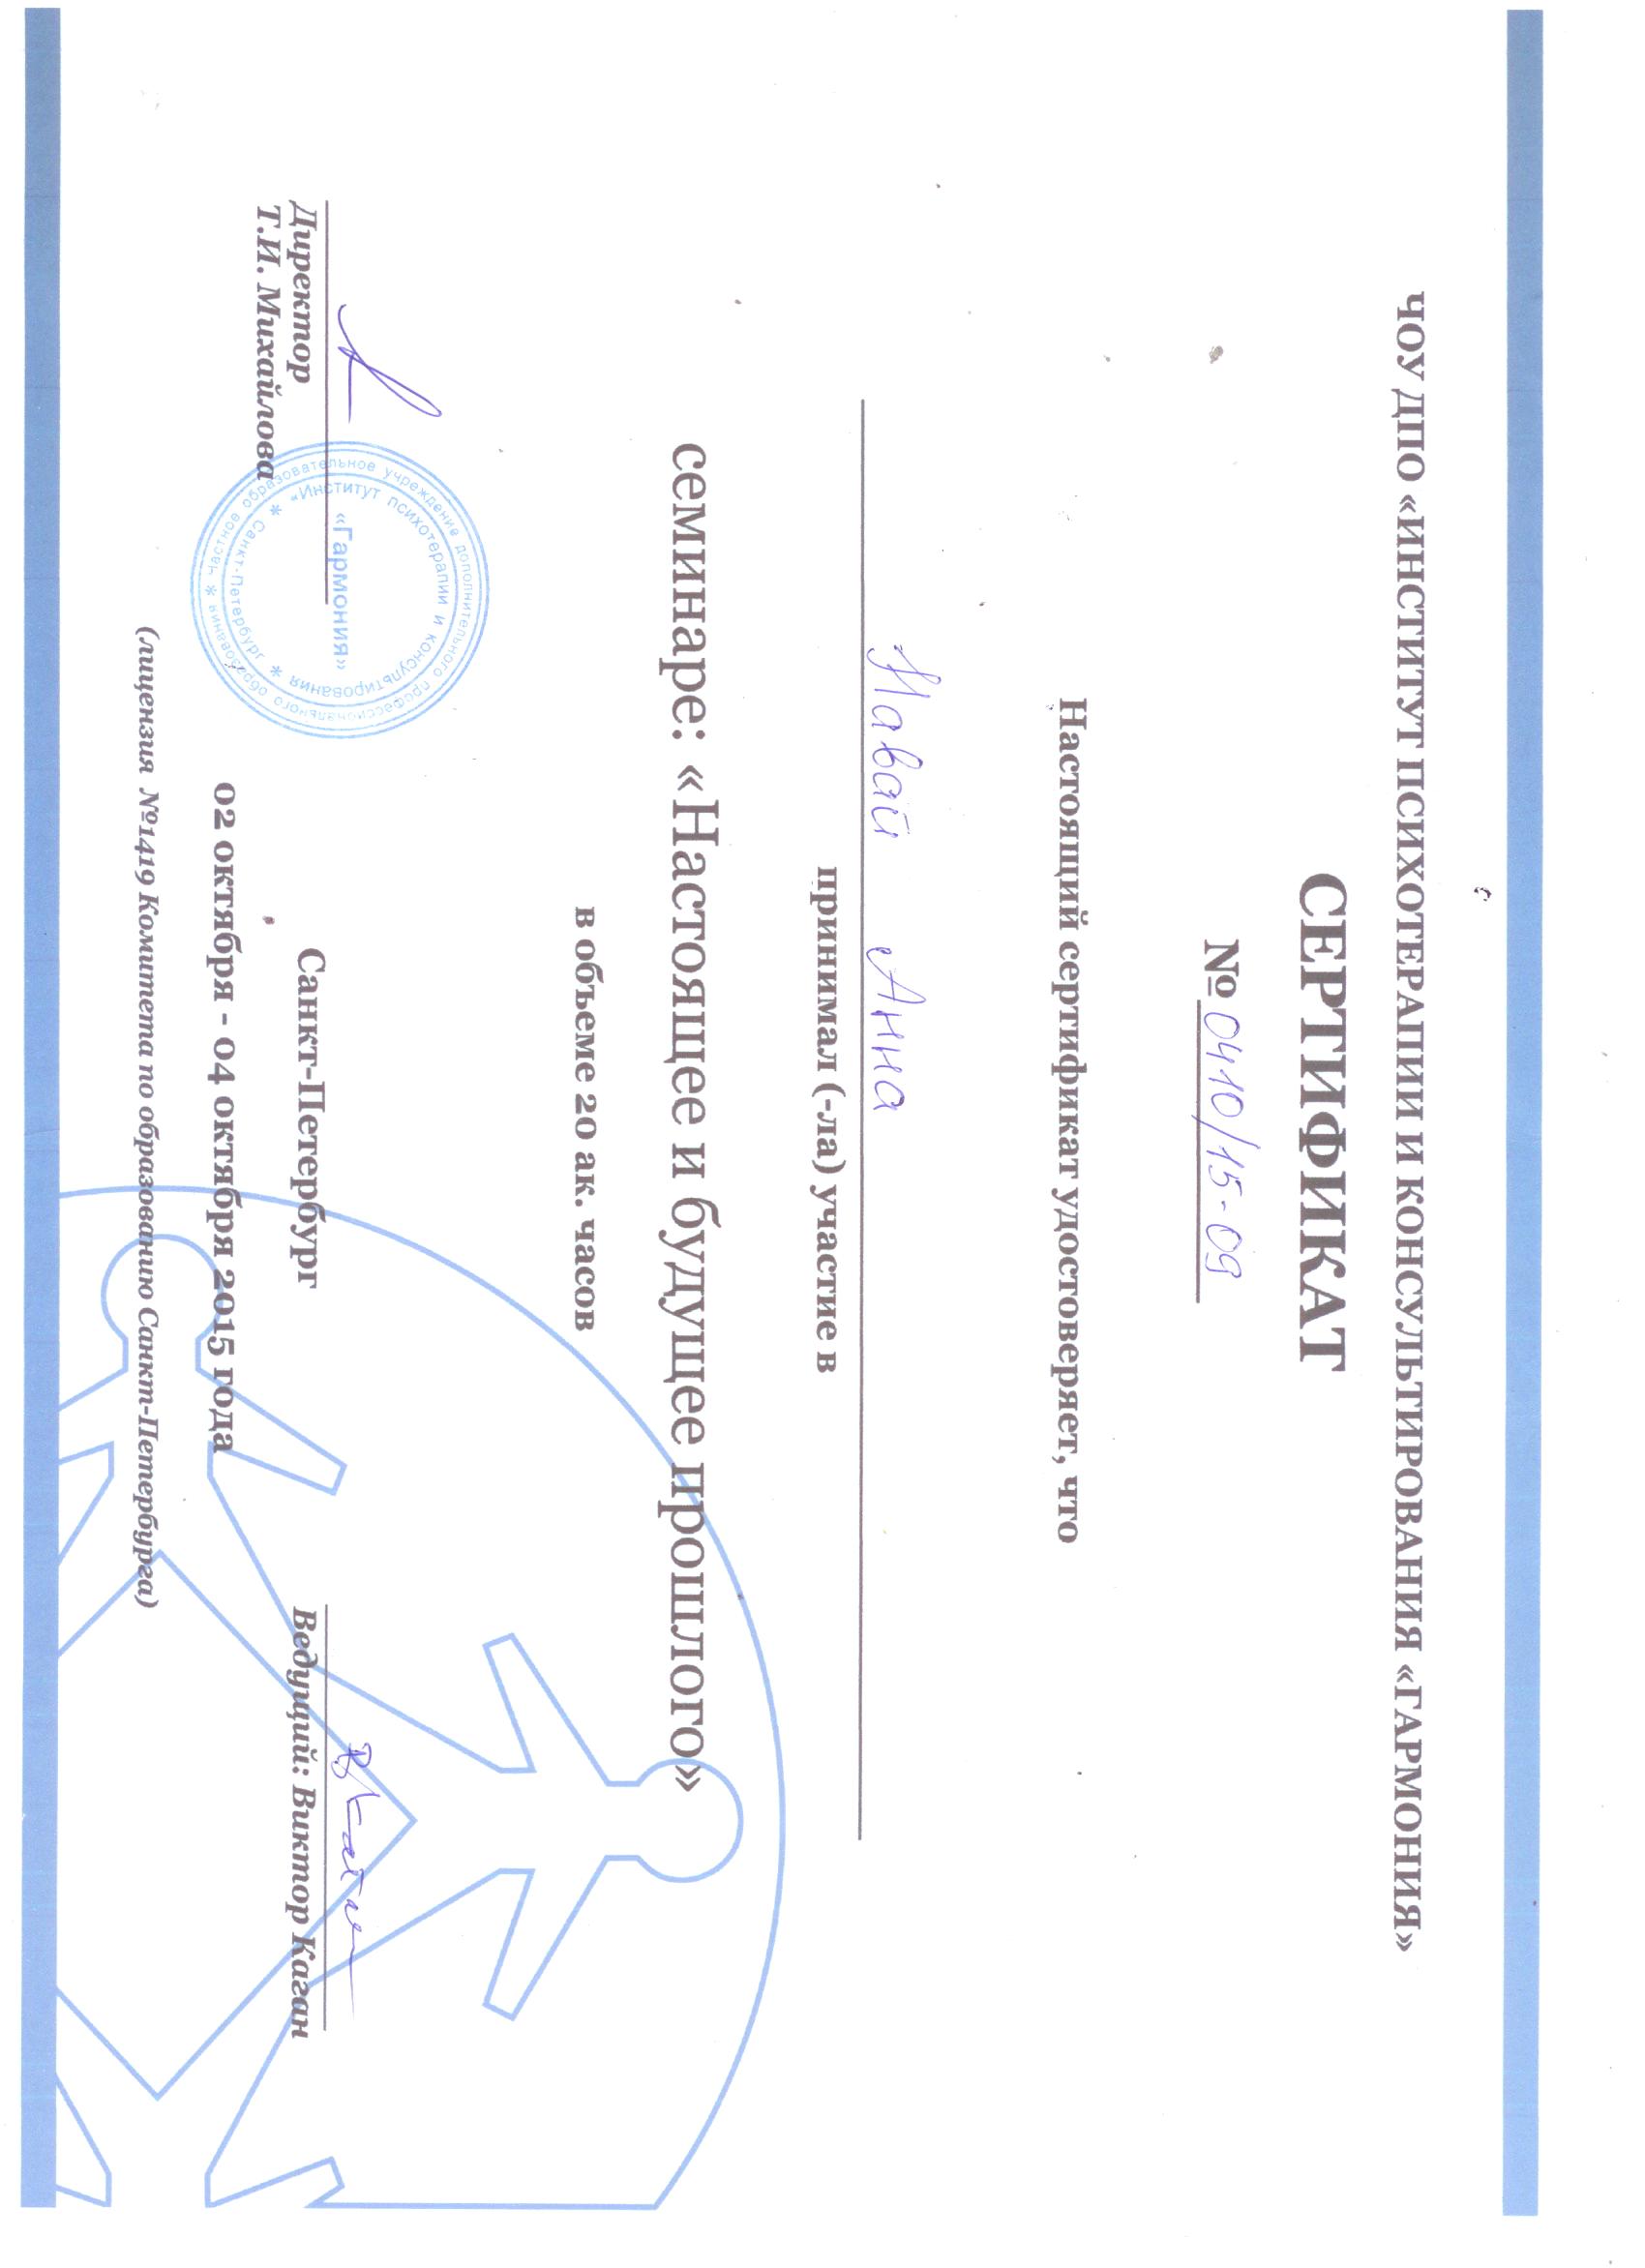 ЧОУ ДПО «ИНСТИТУТ ПСИХОТЕРАПИИ И КОНСУЛЬТИРОВАНИЯ «ГАРМОНИЯ»
СЕРТИФИКАТ
№ 0410/15-09
Настоящий сертификат удостоверяет, что
Навай Анна
принимал (-ла) участие в
семинаре: «Настоящее и будущее прошлого»
в объеме 20 ак. часов
Частное образовательное учреждение дополнительного профессионального образования
«Институт психотерапии и консультирования
«Гармония»
Санкт-Петербург
Директор
Т.И. Михайлова
Санкт-Петербург
В Каган
Ведущий: Виктор Каган
02 октября - 04 октября 2015 года
(лицензия №1419 Комитета по образованию Санкт-Петербурга)